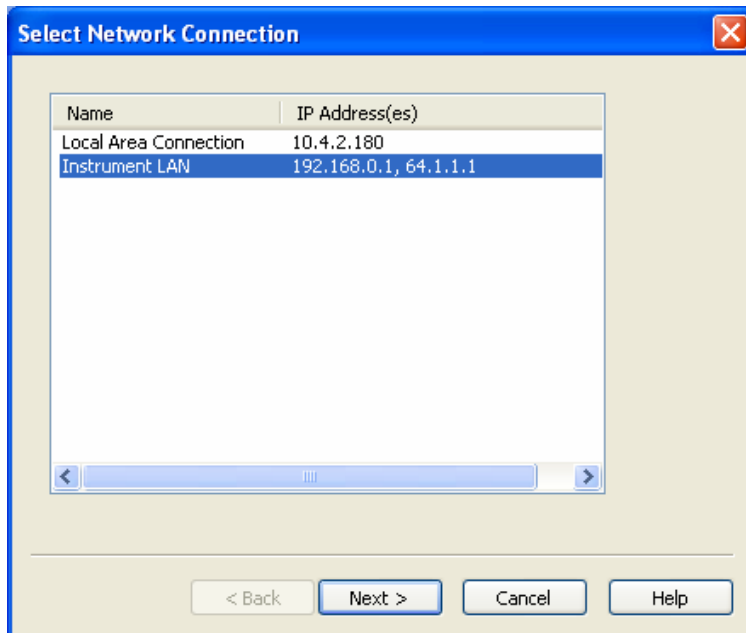 Select Network Connection
Name IP Address(es)
Local Area Connection 10.4.2.180
Instrument LAN 192.168.0.1, 64.1.1.1
< Back Next > Cancel Help